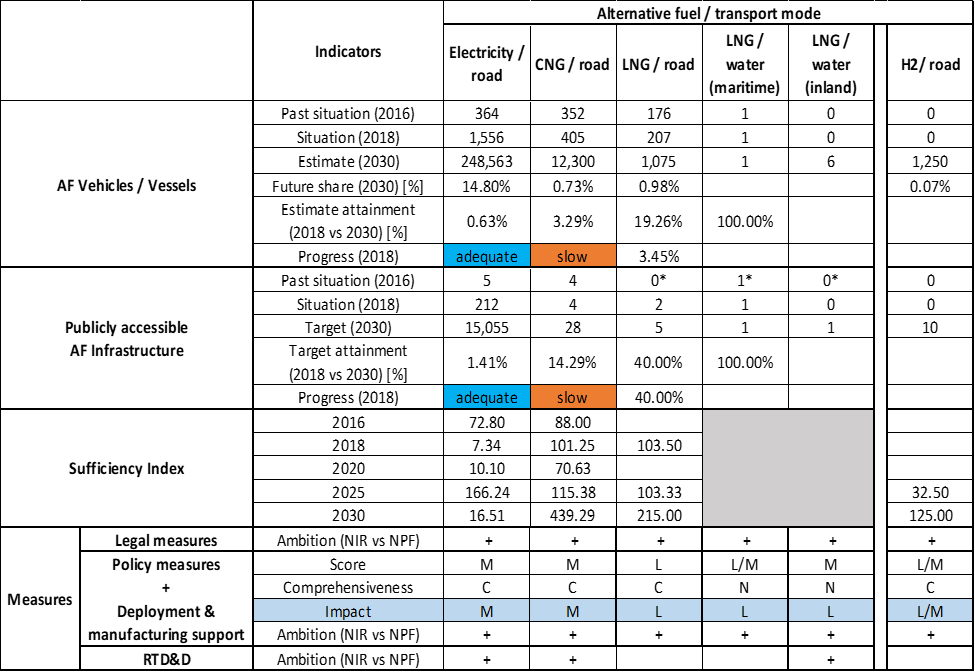 Alternative fuel / transport mode
Indicators Electricity / road CNG / road LNG / road LNG / water (maritime) LNG / water (inland) H2/ road
AF Vehicles / Vessels
Past situation (2016) 364 352 176 1 0 0
Situation (2018) 1,556 405 207 1 0 0
Estimate (2030) 248,563 12,300 1,075 1 6 1,250
Future share (2030) [%] 14.80% 0.73% 0.98% 0.07%
Estimate attainment (2018 vs 2030) [%] 0.63% 3.29% 19.26% 100.00%
Progress (2018) adequate slow 3.45%
Publicly accessible AF Infrastructure
Past situation (2016) 5 4 0* 1* 0* 0
Situation (2018) 212 4 2 1 0 0
Target (2030) 15,055 28 5 1 1 10
Target attainment (2018 vs 2030) [%] 1.41% 14.29% 40.00% 100.00%
Progress (2018) adequate slow 40.00%
Sufficiency Index
2016 72.80 88.00
2018 7.34 101.25 103.50
2020 10.10 70.63
2025 166.24 115.38 103.33 32.50
2030 16.51 439.29 215.00 125.00
Measures
Legal measures Ambition (NIR vs NPF) + + + + + +
Policy measures + Deployment & manufacturing support
Score M M L L/M M L/M
Comprehensiveness C C C N N C
Impact M M L L L L/M
Ambition (NIR vs NPF) + + + + + +
RTD&D Ambition (NIR vs NPF) + + +